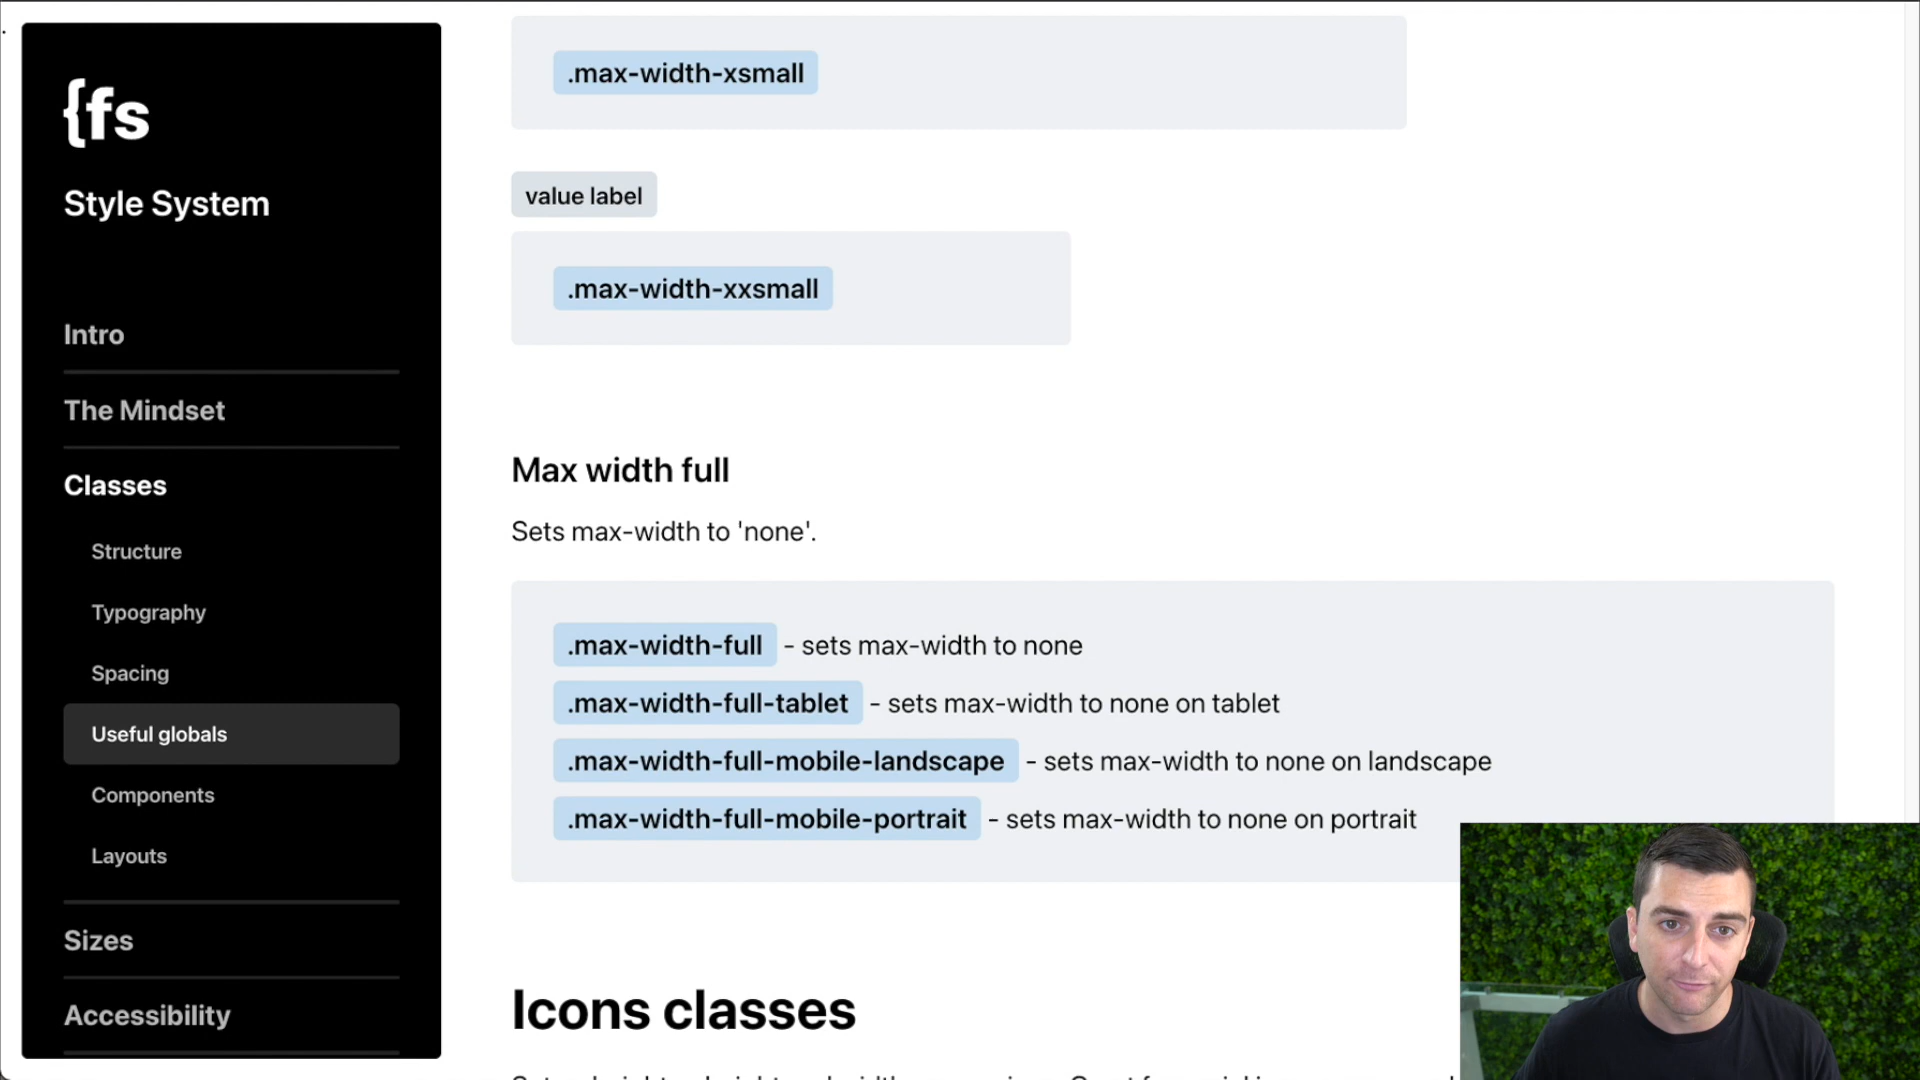 {fs
Style System
Intro
The Mindset
Classes
Structure
Typography
Spacing
Useful globals
Components
Layouts
Sizes
Accessibility
.max-width-xsmall
value label
.max-width-xxsmall
Max width full
Sets max-width to 'none'.
.max-width-full - sets max-width to none
.max-width-full-tablet - sets max-width to none on tablet
.max-width-full-mobile-landscape - sets max-width to none on landscape
.max-width-full-mobile-portrait - sets max-width to none on portrait
Icons classes